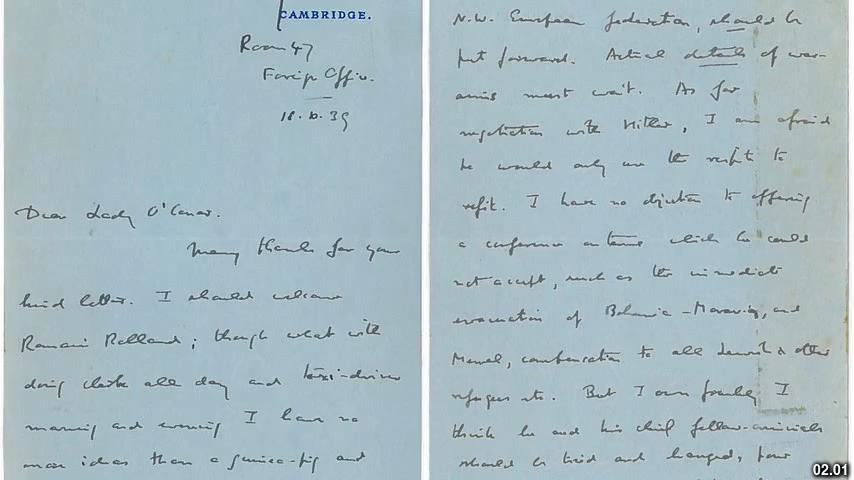 CAMBRIDGE.
Room 47
Foreign Office.
18.10.39
Dear Lady O'Conor.
Many thanks for your
kind letter. I should welcome
Romain Rolland; though what with
doing clerk all day and taxi-driver
morning and evening I have no
more ideas than a guinea-pig and
N.W. European federation, should be
put forward. Actual details of war-
aims must wait. As for
negotiation with Hitler, I am afraid
he would only use the respite to
refit. I have no objection to offering
a conference on terms which he could
not accept, such as the immediate
evacuation of Bohemia-Moravia, and
Memel, compensation to all Jewish & other
refugees etc. But I own frankly I
think he and his chief fellow-criminals
should be tried and hanged, pour
02.01